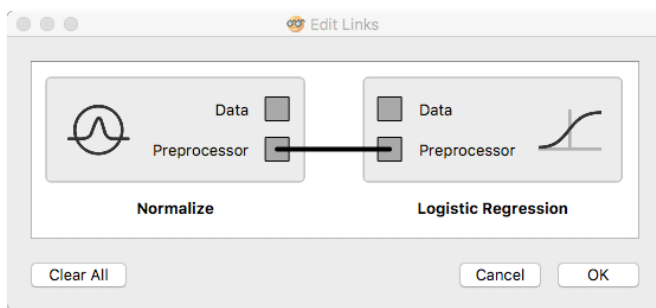 Edit Links
Data
Data
Preprocessor
Preprocessor
Normalize
Logistic Regression
Clear All
Cancel
OK